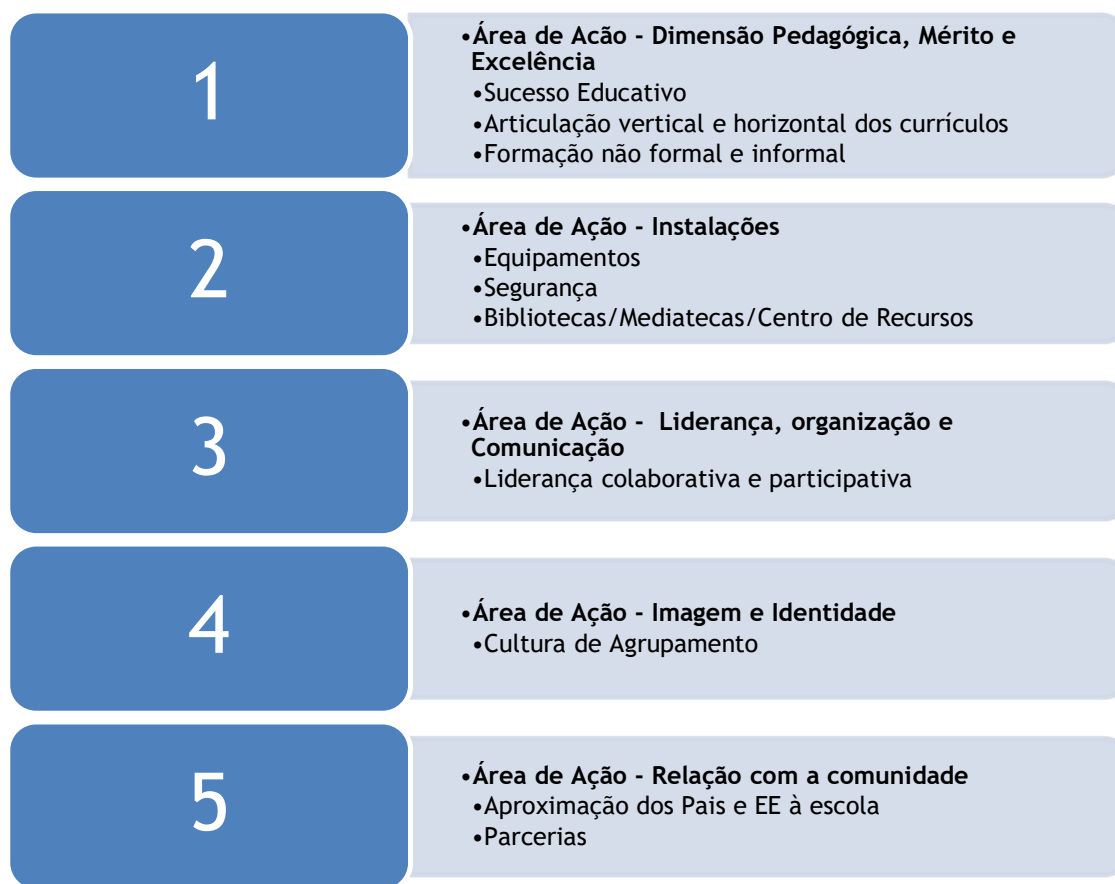 1
•Área de Acão - Dimensão Pedagógica, Mérito e
Excelência
•Sucesso Educativo
•Articulação vertical e horizontal dos currículos
•Formação não formal e informal
2
•Área de Ação - Instalações
•Equipamentos
•Segurança
•Bibliotecas/Mediatecas/Centro de Recursos
3
•Área de Ação - Liderança, organização e
Comunicação
•Liderança colaborativa e participativa
4
•Área de Ação - Imagem e Identidade
•Cultura de Agrupamento
5
•Área de Ação - Relação com a comunidade
•Aproximação dos Pais e EE à escola
•Parcerias